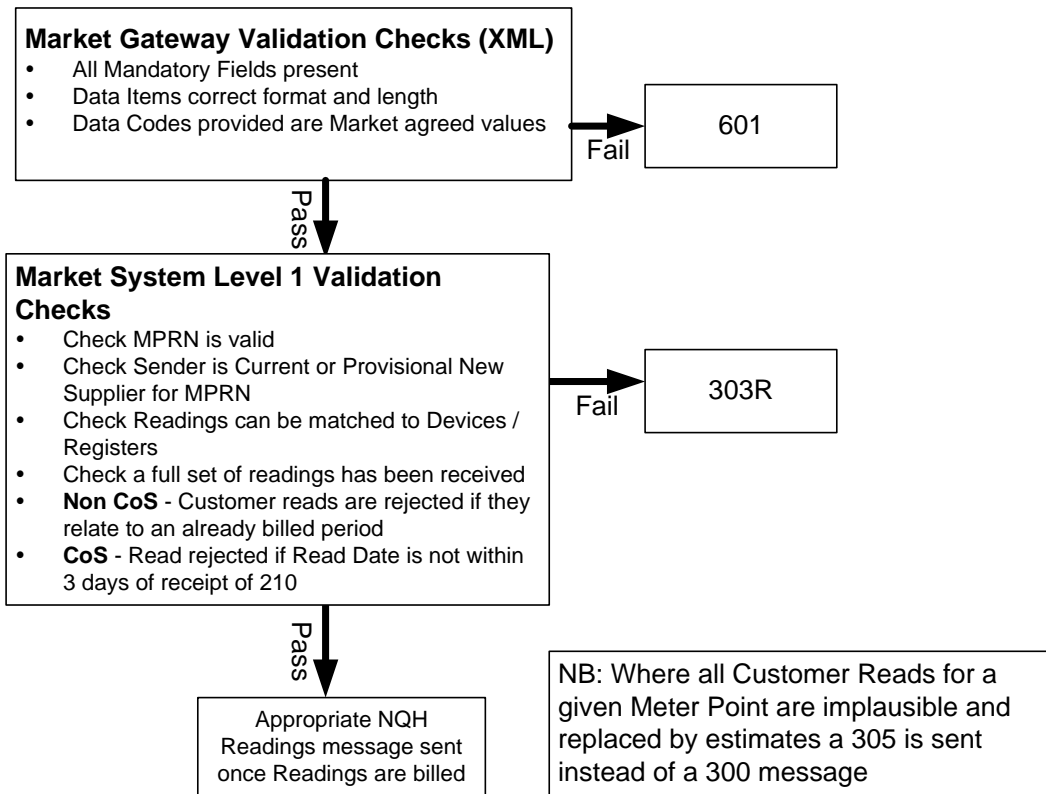 Market Gateway Validation Checks (XML)
• All Mandatory Fields present
• Data Items correct format and length
• Data Codes provided are Market agreed values
Fail
601
Pass
Market System Level 1 Validation
Checks
• Check MPRN is valid
• Check Sender is Current or Provisional New
Supplier for MPRN
• Check Readings can be matched to Devices /
Registers
• Check a full set of readings has been received
• Non CoS - Customer reads are rejected if they
relate to an already billed period
• CoS - Read rejected if Read Date is not within
3 days of receipt of 210
Fail
303R
Pass
Appropriate NQH
Readings message sent
once Readings are billed
NB: Where all Customer Reads for a
given Meter Point are implausible and
replaced by estimates a 305 is sent
instead of a 300 message